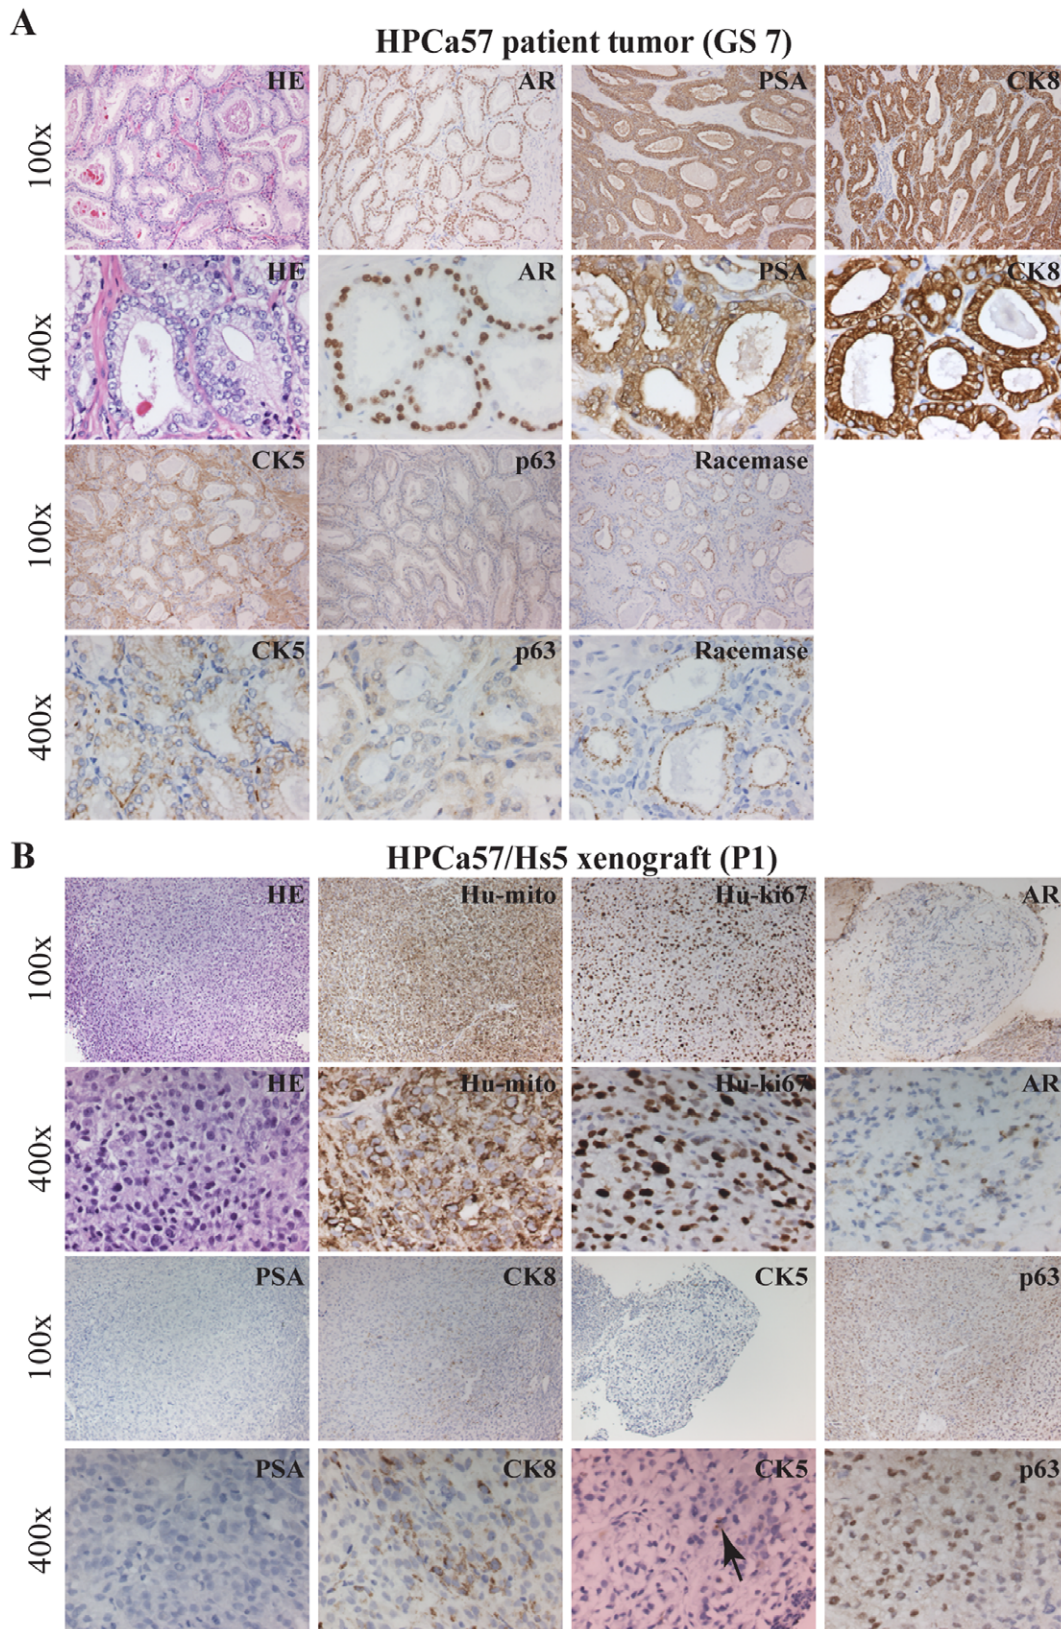 A
HPCa57 patient tumor (GS 7)
100x HE AR PSA CK8
400x HE AR PSA CK8
100x CK5 p63 Racemase
400x CK5 p63 Racemase
B
HPCa57/Hs5 xenograft (P1)
100x HE Hu-mito Hu-ki67 AR
400x HE Hu-mito Hu-ki67 AR
100x PSA CK8 CK5 p63
400x PSA CK8 CK5 p63